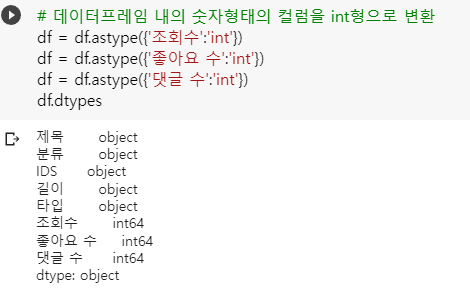 # 데이터프레임 내의 숫자형태의 컬럼을 int형으로 변환
df = df.astype({'조회수':'int'})
df = df.astype({'좋아요 수':'int'})
df = df.astype({'댓글 수':'int'})
df.dtypes
제목 object
분류 object
IDS object
길이 object
타입 object
조회수 int64
좋아요 수 int64
댓글 수 int64
dtype: object